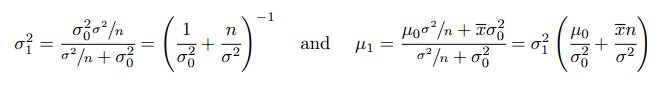 σ₁² = σ₀²σ²/n / σ²/n + σ₀² = (1/σ₀² + n/σ²)⁻¹ and μ₁ = μ₀σ²/n + x̄σ₀² / σ²/n + σ₀² = σ₁² (μ₀/σ₀² + x̄n/σ²)